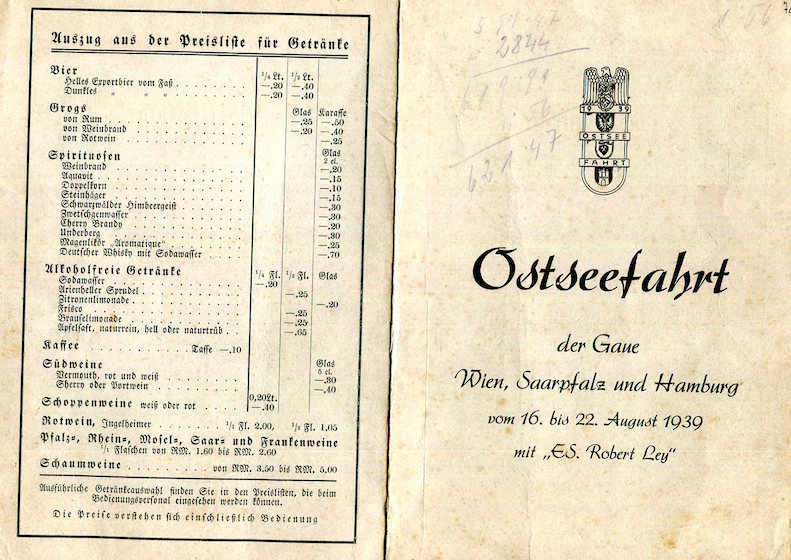 Auszug aus der Preisliste für Getränke
Bier ¼ Lt. ½ Lt.
Helles Exportbier vom Faß . . —.20 —.40
Dunkles " " " . . —.20 —.40
Grogs Glas Karaffe
von Rum —.25 —.50
von Weinbrand —.20 —.40
von Rotwein —.25
Spirituosen Glas
2 cl.
Weinbrand —.20
Aquavit —.15
Doppelkorn —.10
Steinhäger —.15
Schwarzwälder Himbeergeist —.30
Zwetschgenwasser —.30
Cherry Brandy —.20
Underberg —.30
Magenlikör „Aromatique“ —.25
Deutscher Whisky mit Sodawasser —.70
Alkoholfreie Getränke ¼ Fl. ½ Fl. Glas
Sodawasser —.20
Arienheller Sprudel —.25
Zitronenlimonade —.20
Frisco —.25
Brauselimonade —.25
Apfelsaft, naturrein, hell oder naturtrüb —.65
Kaffee Tasse —.10
Südweine Glas
5 cl.
Vermouth, rot und weiß —.30
Sherry oder Portwein —.40
Schoppenweine weiß oder rot 0,20Lt.
—.40
Rotwein, Ingelheimer ¹/₁ Fl. 2.00, ½ Fl. 1.05
Pfalz-, Rhein-, Mosel-, Saar- und Frankenweine
¹/₁ Flaschen von RM. 1.60 bis RM. 2.60
Schaumweine von RM. 3.50 bis RM. 5.00
Ausführliche Getränkeauswahl finden Sie in den Preislisten, die beim
Bedienungspersonal eingesehen werden können.
Die Preise verstehen sich einschließlich Bedienung
2844
56
621.47
1.56
1939
OSTSEE
FAHRT
Ostseefahrt
der Gaue
Wien, Saarpfalz und Hamburg
vom 16. bis 22. August 1939
mit „ES. Robert Ley“